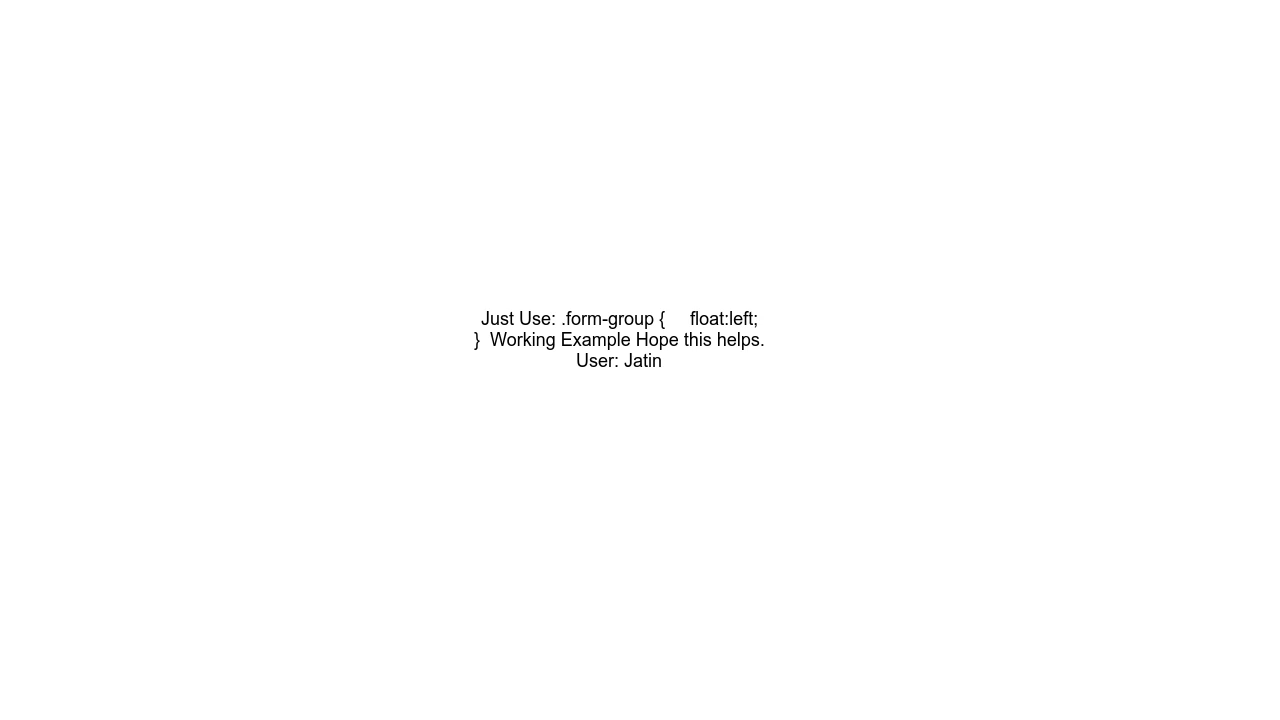 Just Use: .form-group {     float:left;
}  Working Example Hope this helps.
User: Jatin